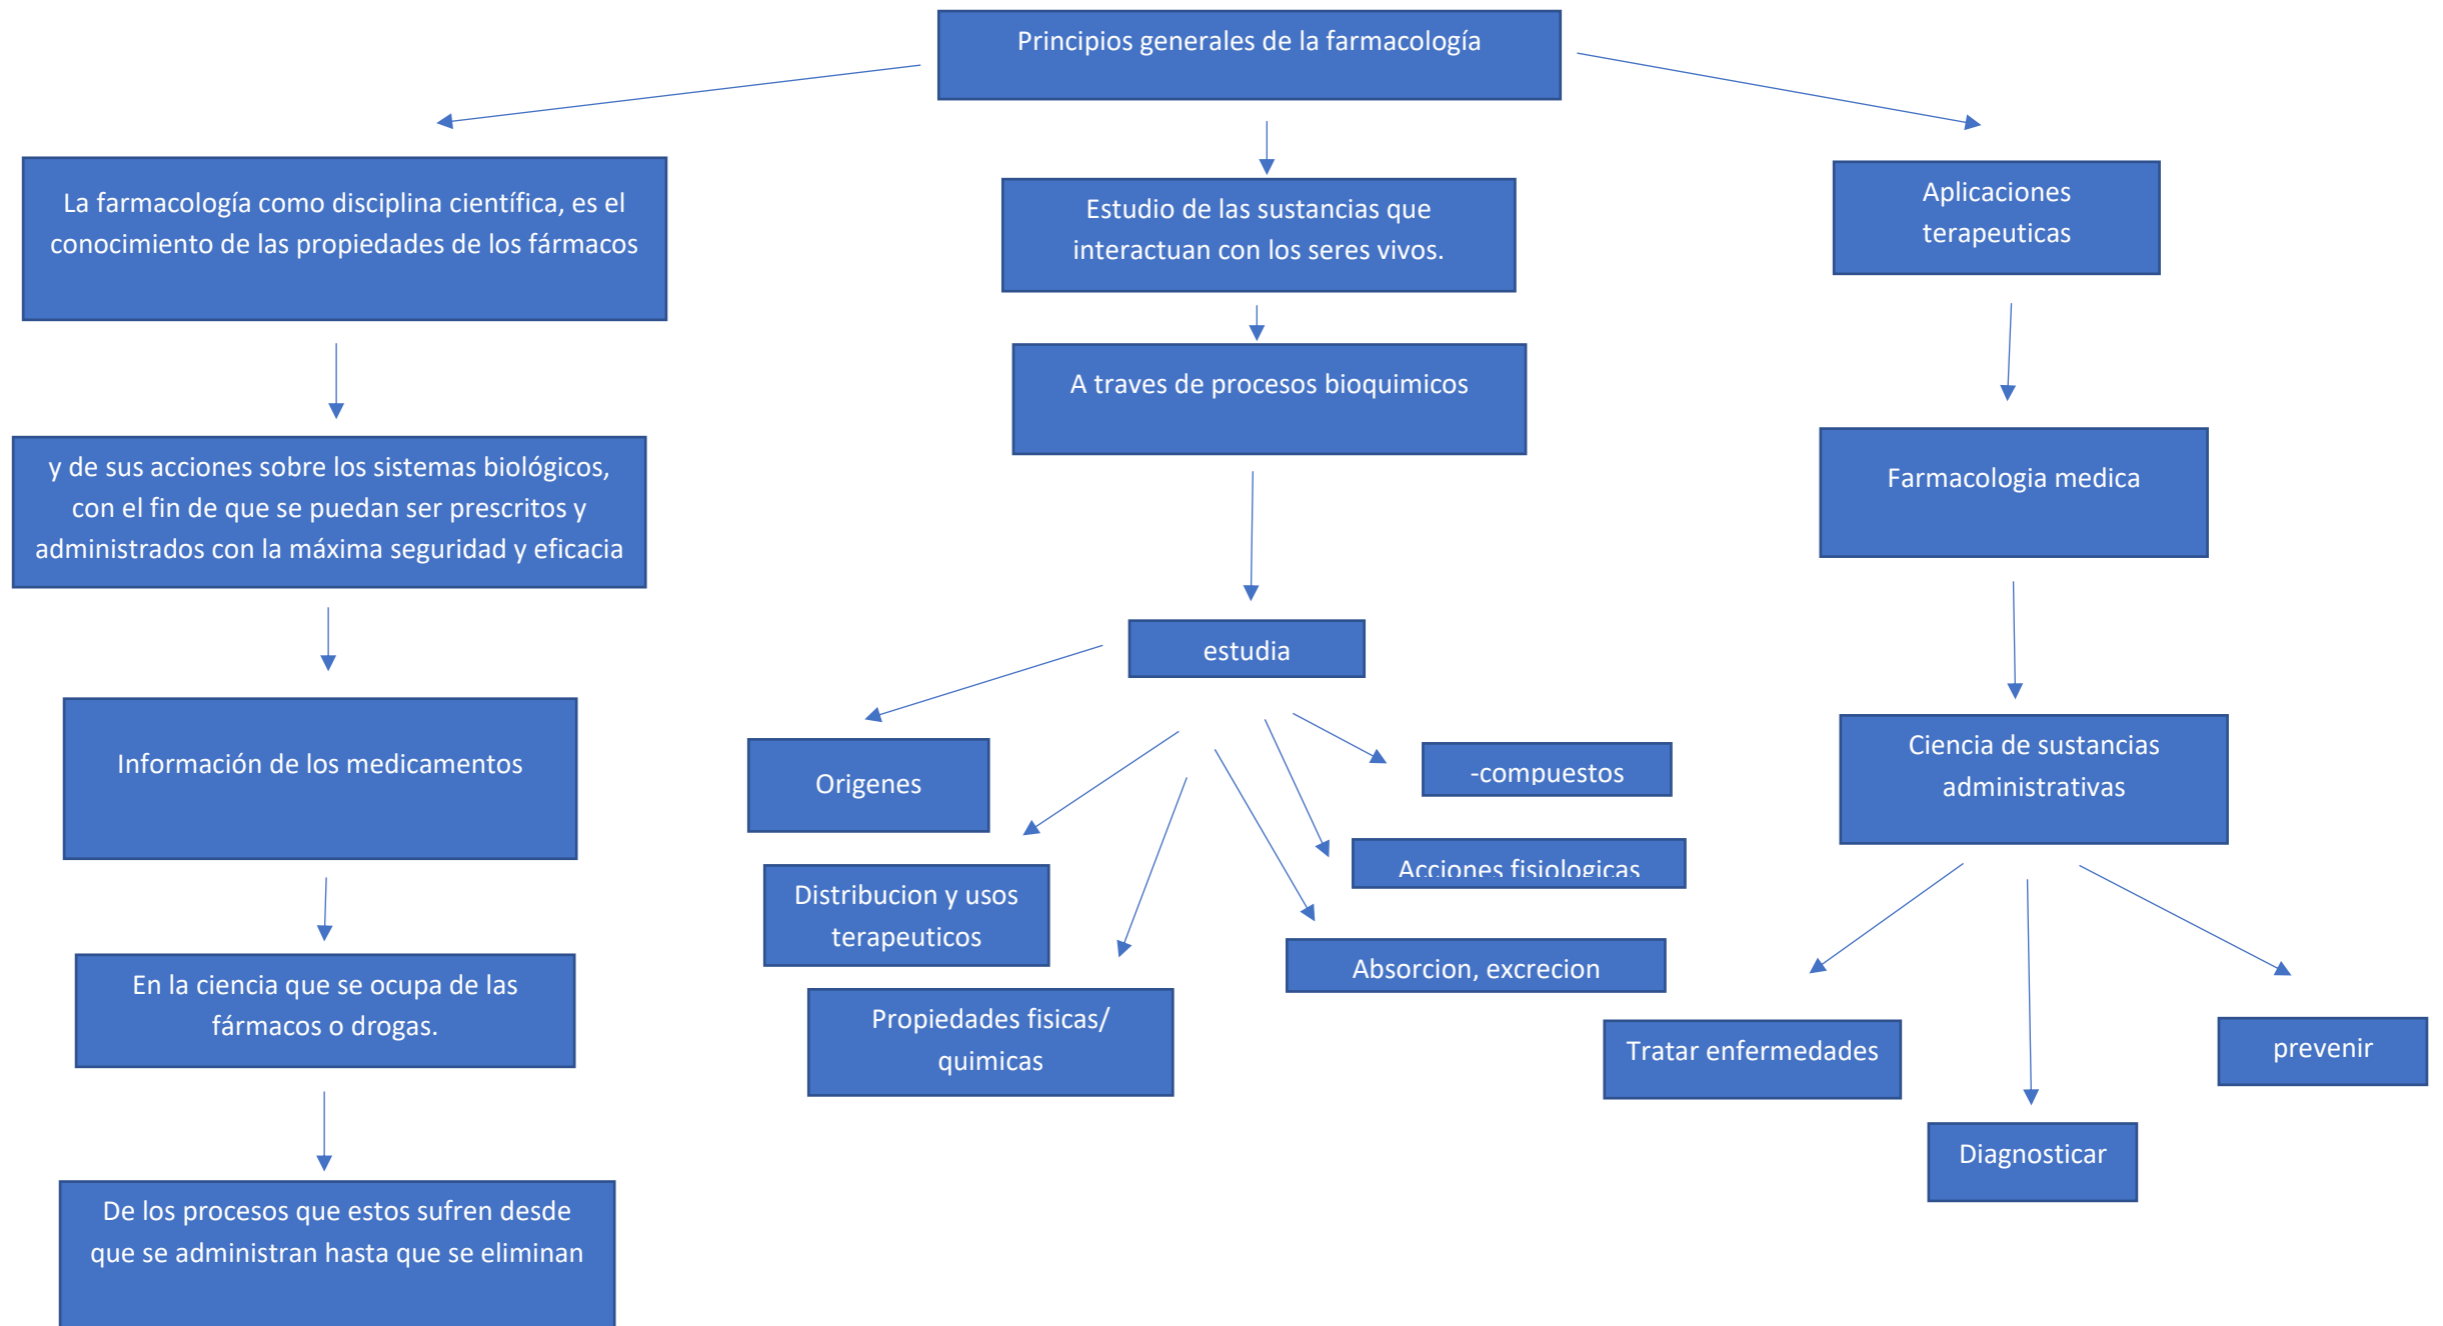 Principios generales de la farmacología
La farmacología como disciplina científica, es el
conocimiento de las propiedades de los fármacos
y de sus acciones sobre los sistemas biológicos,
con el fin de que se puedan ser prescritos y
administrados con la máxima seguridad y eficacia
Información de los medicamentos
En la ciencia que se ocupa de las
fármacos o drogas.
De los procesos que estos sufren desde
que se administran hasta que se eliminan
Estudio de las sustancias que
interactuan con los seres vivos.
A traves de procesos bioquimicos
estudia
Origenes
Distribucion y usos
terapeuticos
Propiedades fisicas/
quimicas
Absorcion, excrecion
Acciones fisiologicas
-compuestos
Aplicaciones
terapeuticas
Farmacologia medica
Ciencia de sustancias
administrativas
Tratar enfermedades
Diagnosticar
prevenir